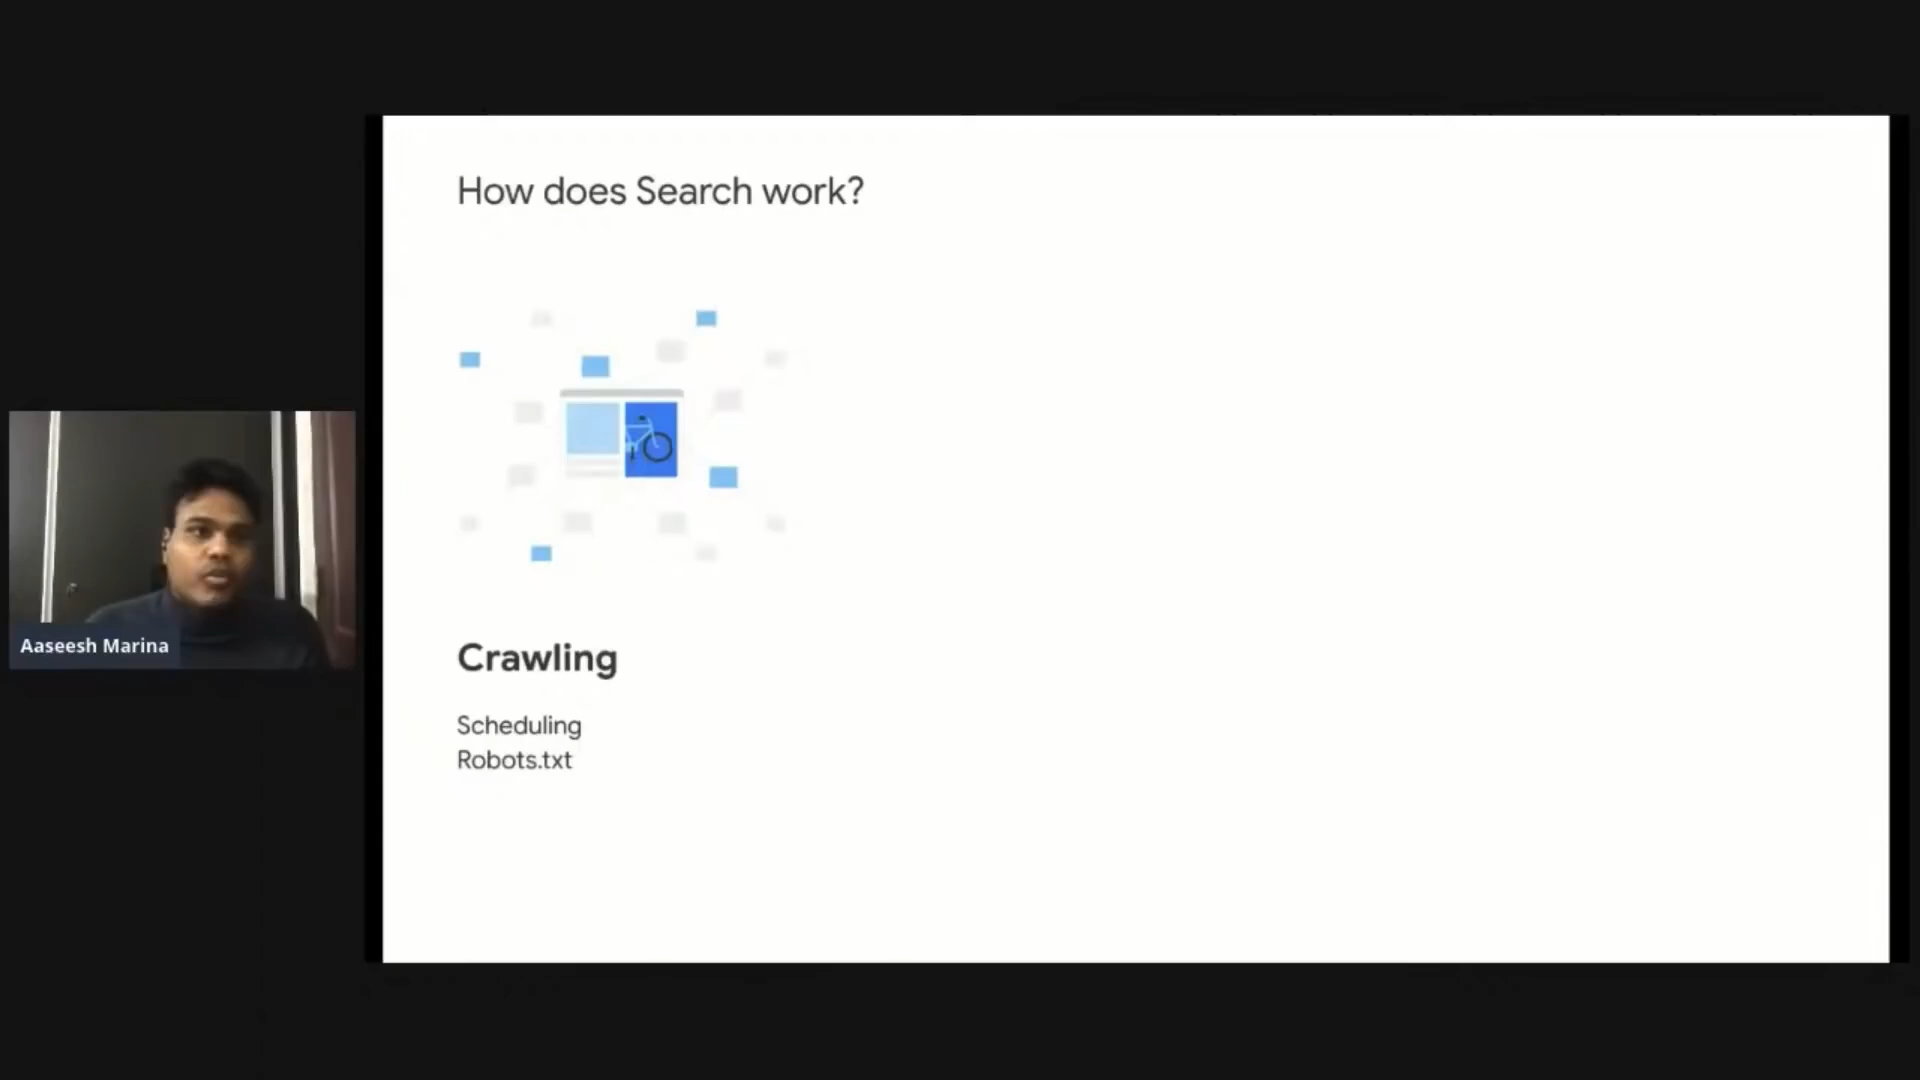 How does Search work?
Aaseesh Marina
Crawling
Scheduling
Robots.txt